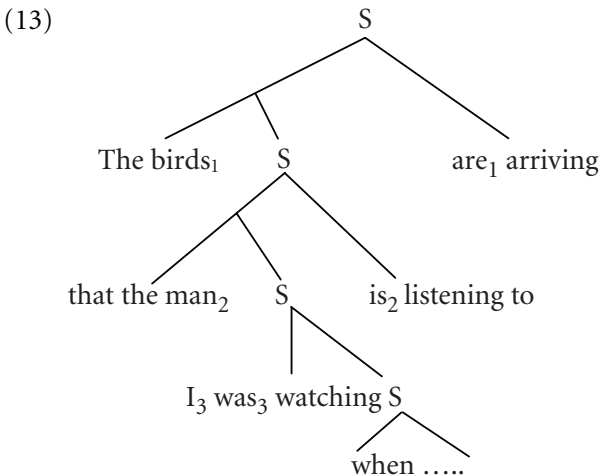 (13)
S
The birds₁ S are₁ arriving
that the man₂ S is₂ listening to
I₃ was₃ watching S
when …..